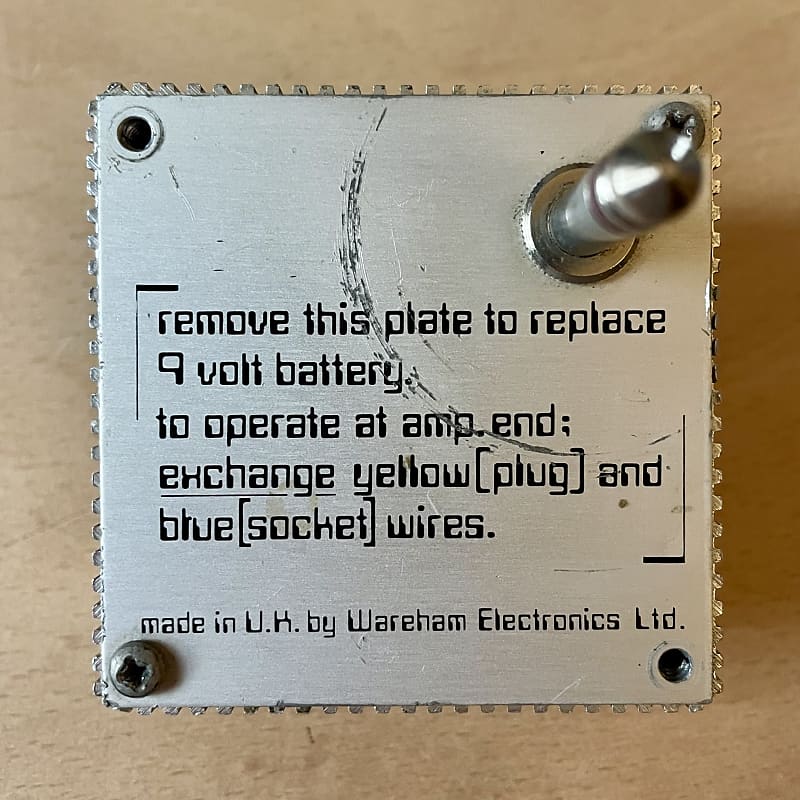 remove this plate to replace
9 volt battery.
to operate at amp. end;
exchange yellow [plug] and
blue [socket] wires.
made in U.K. by Wareham Electronics Ltd.